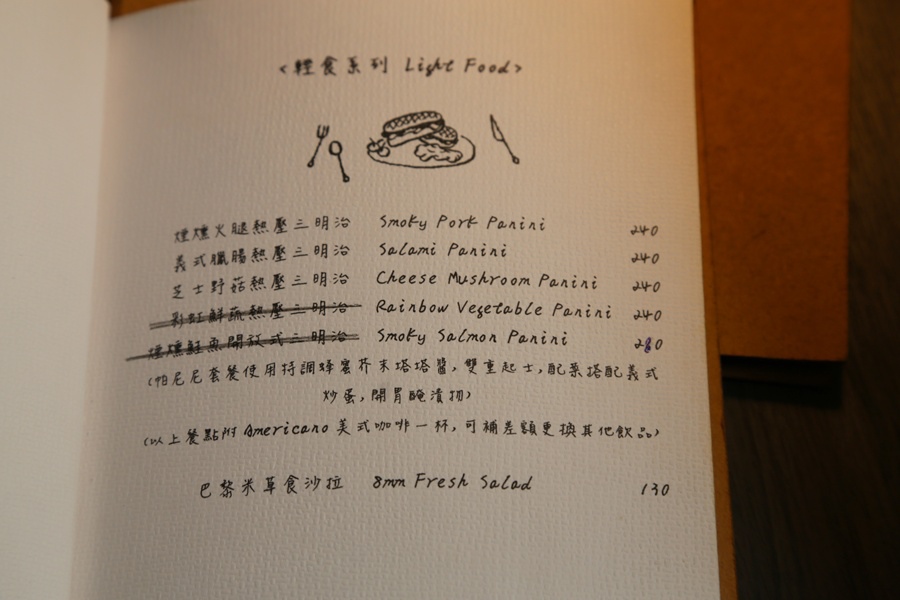 <輕食系列 Light Food>
煙燻火腿熱壓三明治 Smoky Pork Panini 240
義式臘腸熱壓三明治 Salami Panini 240
芝士野菇熱壓三明治 Cheese Mushroom Panini 240
彩虹鮮蔬熱壓三明治 Rainbow Vegetable Panini 240
煙燻鮭魚開放式三明治 Smoky Salmon Panini 280
(帕尼尼套餐使用特調蜂蜜芥末塔塔醬,雙重起士,配菜搭配義式
炒蛋,開胃醃漬物)
(以上餐點附 Americano 美式咖啡一杯,可補差額更換其他飲品)
巴黎米草食沙拉 8mm Fresh Salad 130